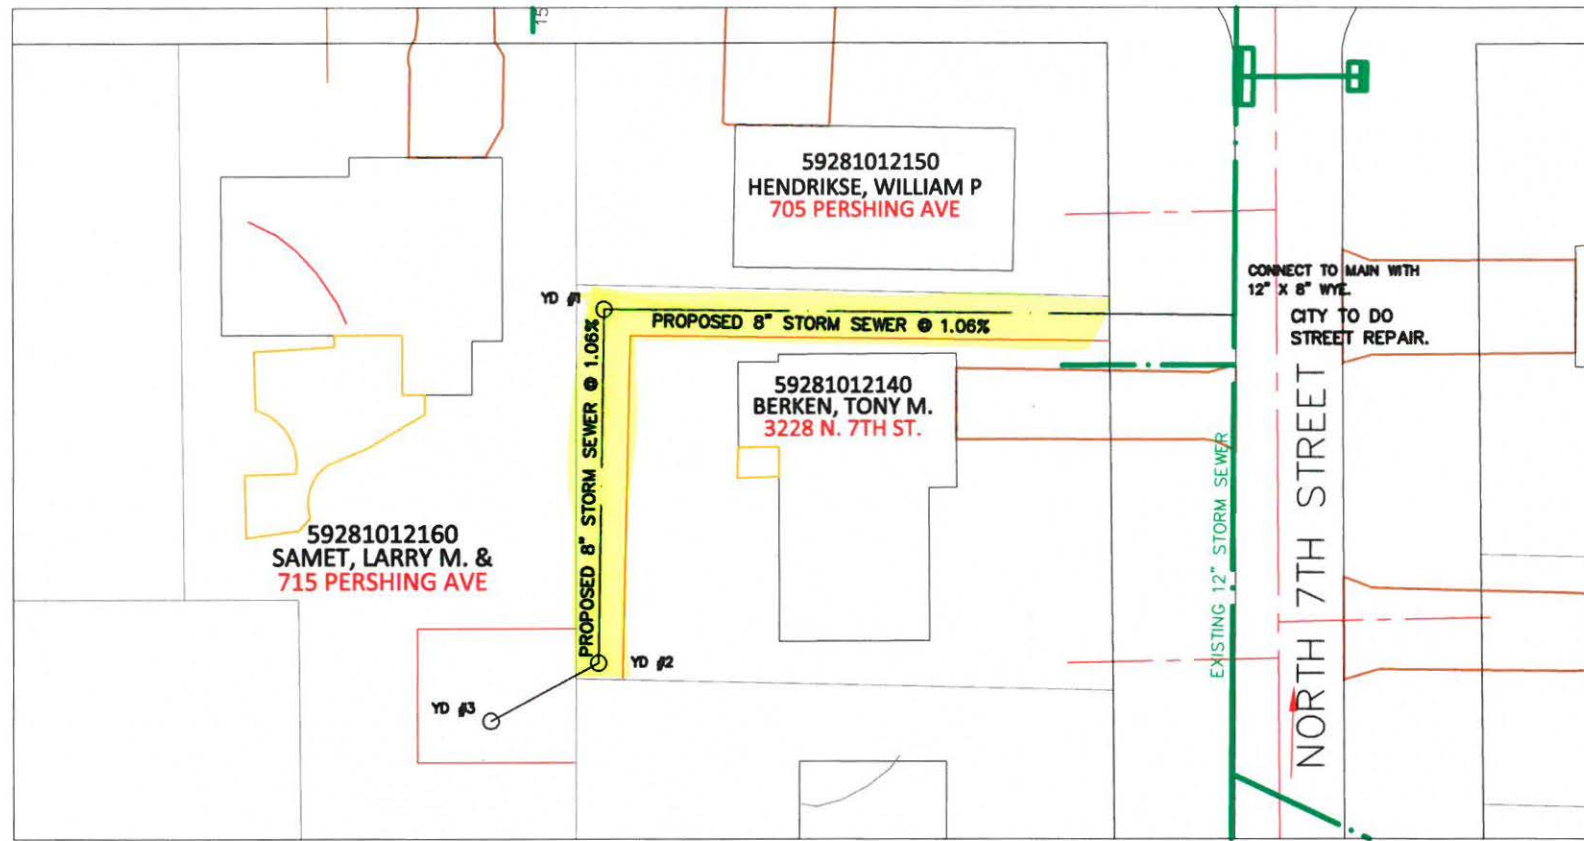 15
59281012150
HENDRIKSE, WILLIAM P
705 PERSHING AVE
CONNECT TO MAIN WITH
12" X 8" WYE.
CITY TO DO
STREET REPAIR.
YD #1
PROPOSED 8" STORM SEWER @ 1.06%
PROPOSED 8" STORM SEWER @ 1.06%
59281012140
BERKEN, TONY M.
3228 N. 7TH ST.
EXISTING 12" STORM SEWER
NORTH 7TH STREET
59281012160
SAMET, LARRY M. &
715 PERSHING AVE
YD #2
YD #3